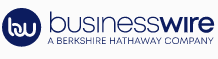 bw businesswire
A BERKSHIRE HATHAWAY COMPANY